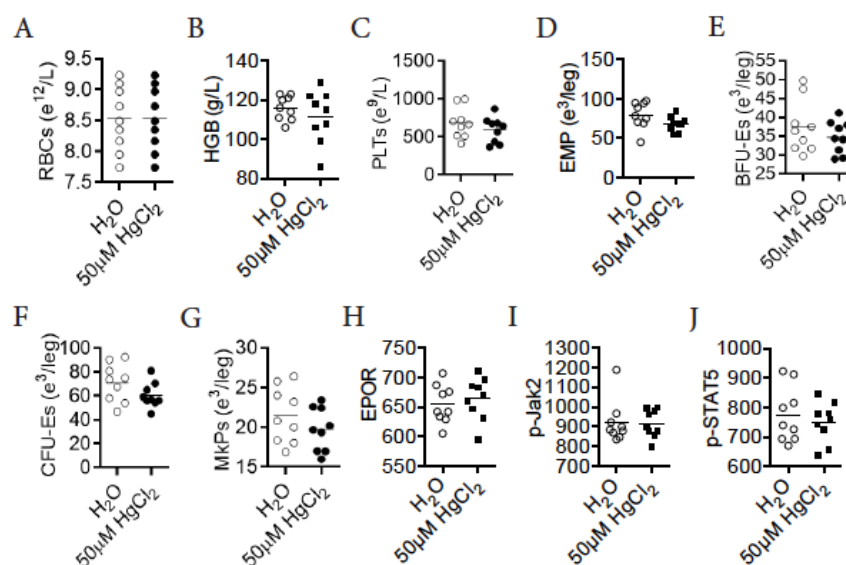 A
RBCs (e12/L)
9.5
9.0
8.5
8.0
7.5
H2O
50μM HgCl2
B
HGB (g/L)
140
120
100
80
H2O
50μM HgCl2
C
PLTs (e9/L)
1500
1000
500
0
H2O
50μM HgCl2
D
EMP (e3/leg)
150
100
50
0
H2O
50μM HgCl2
E
BFU-Es (e3/leg)
55
50
45
40
35
30
25
H2O
50μM HgCl2
F
CFU-Es (e3/leg)
100
80
60
40
20
0
H2O
50μM HgCl2
G
MkPs (e3/leg)
30
25
20
15
H2O
50μM HgCl2
H
EPOR
750
700
650
600
550
H2O
50μM HgCl2
I
p-Jak2
1300
1200
1100
1000
900
800
700
H2O
50μM HgCl2
J
p-STAT5
1000
900
800
700
600
H2O
50μM HgCl2